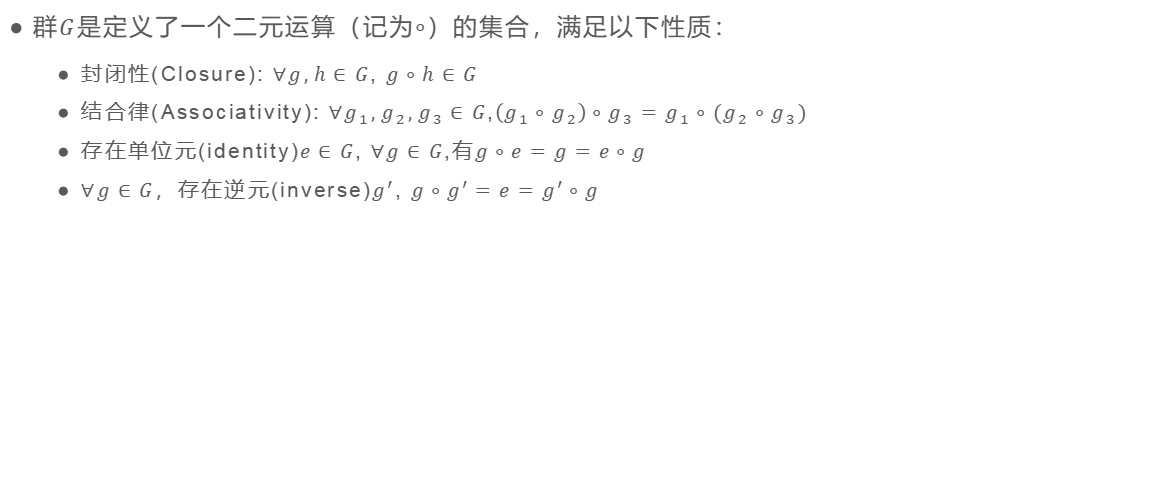 ● 群𝐺是定义了一个二元运算（记为∘）的集合，满足以下性质：
● 封闭性(Closure): ∀𝑔,ℎ ∈ 𝐺, 𝑔 ∘ ℎ ∈ 𝐺
● 结合律(Associativity): ∀𝑔₁,𝑔₂,𝑔₃ ∈ 𝐺,(𝑔₁ ∘ 𝑔₂) ∘ 𝑔₃ = 𝑔₁ ∘ (𝑔₂ ∘ 𝑔₃)
● 存在单位元(identity)𝑒 ∈ 𝐺, ∀𝑔 ∈ 𝐺,有𝑔 ∘ 𝑒 = 𝑔 = 𝑒 ∘ 𝑔
● ∀𝑔 ∈ 𝐺，存在逆元(inverse)𝑔′, 𝑔 ∘ 𝑔′ = 𝑒 = 𝑔′ ∘ 𝑔